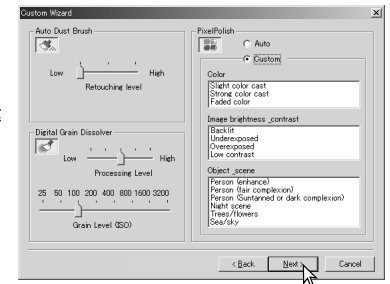 Custom Wizard
Auto Dust Brush
Low High
Retouching level
Digital Grain Dissolver
Low High
Processing Level
25 50 100 200 400 800 1600 3200
Grain Level (ISO)
PixelPolish
Auto
Custom
Color
Slight color cast
Strong color cast
Faded color
Image brightness _contrast
Backlit
Underexposed
Overexposed
Low contrast
Object _scene
Person (enhance)
Person (fair complexion)
Person (Suntanned or dark complexion)
Night scene
Trees/flowers
Sea/sky
< Back Next > Cancel